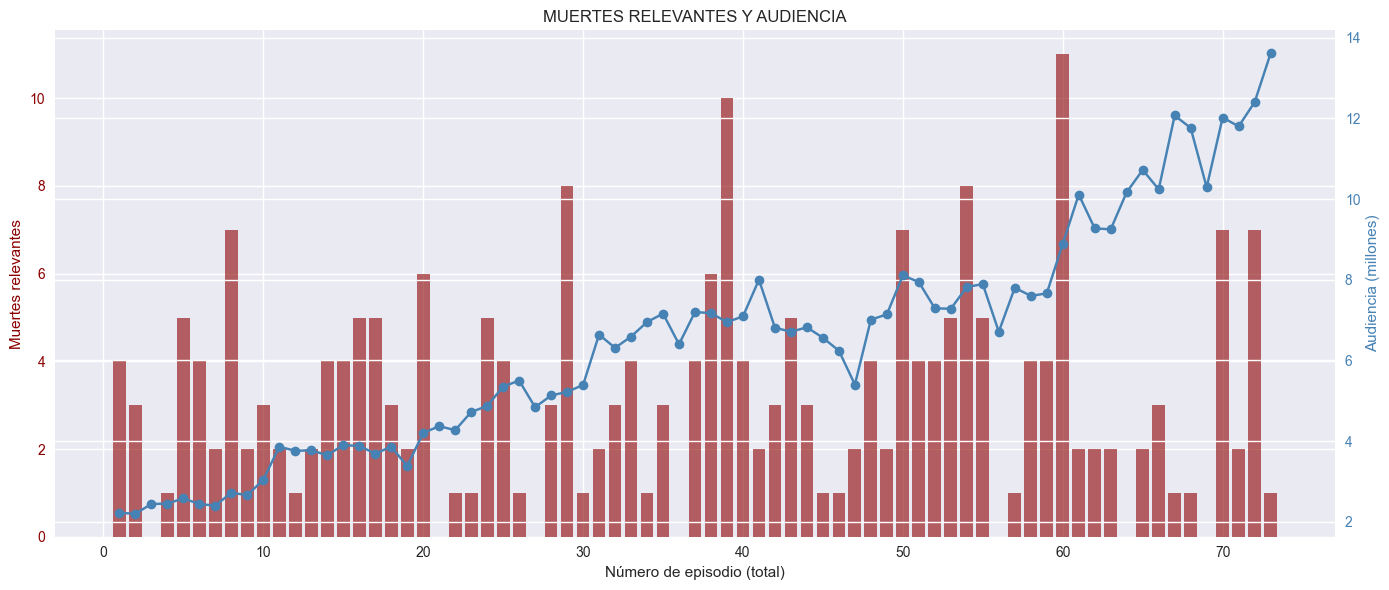 MUERTES RELEVANTES Y AUDIENCIA
Muertes relevantes
10
8
6
4
2
0
14
12
10
8
6
4
2
Audiencia (millones)
0 10 20 30 40 50 60 70
Número de episodio (total)